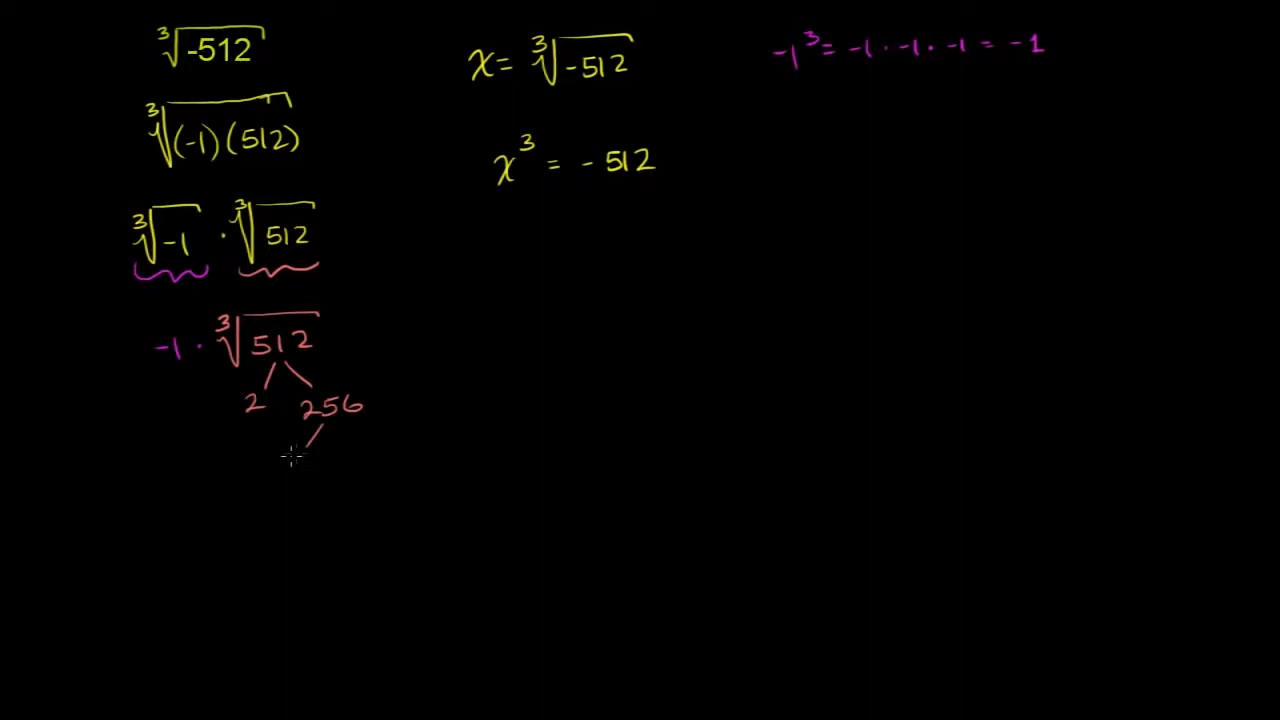 ∛-512
∛(-1)(512)
∛-1 · ∛512
-1 · ∛512
2 256
x = ∛-512
x³ = -512
-1³ = -1 · -1 · -1 = -1